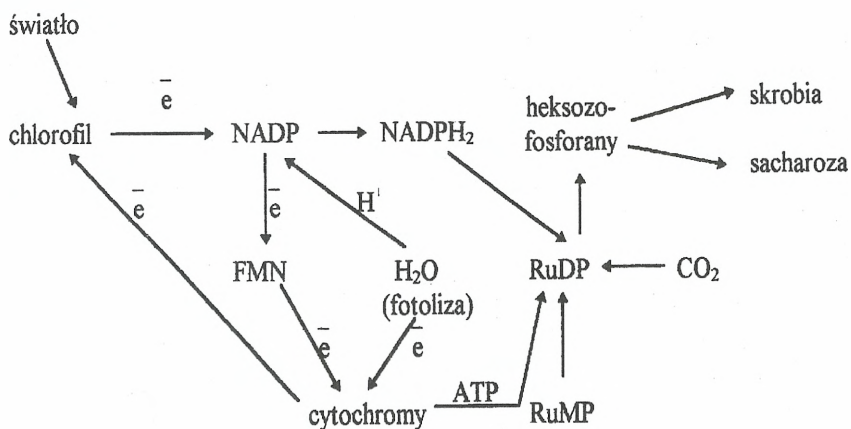 światło
e
heksozo-
fosforany
skrobia
chlorofil
NADP
NADPH₂
sacharoza
e
e
H⁺
FMN
H₂O
(fotoliza)
RuDP
CO₂
e
e
cytochromy
ATP
RuMP